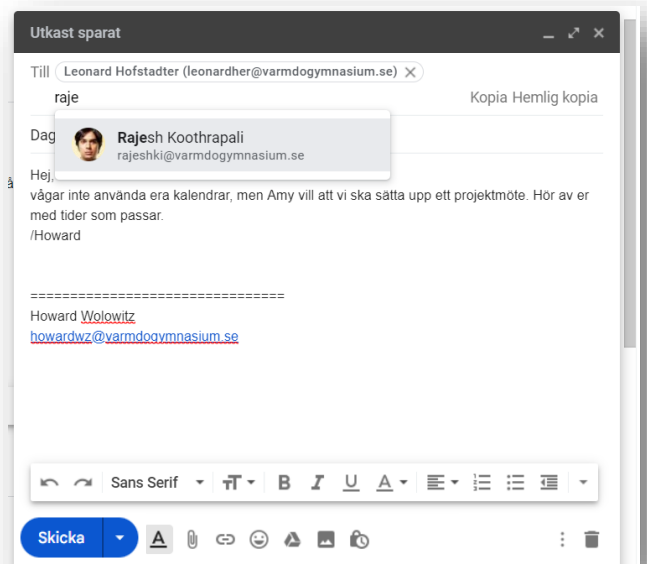 Utkast sparat
Till Leonard Hofstadter (leonardher@varmdogymnasium.se)
raje Kopia Hemlig kopia
Rajesh Koothrapali
rajeshki@varmdogymnasium.se
Dag
Hej,
vågar inte använda era kalendrar, men Amy vill att vi ska sätta upp ett projektmöte. Hör av er
med tider som passar.
/Howard
================================
Howard Wolowitz
howardwz@varmdogymnasium.se
Sans Serif
Skicka